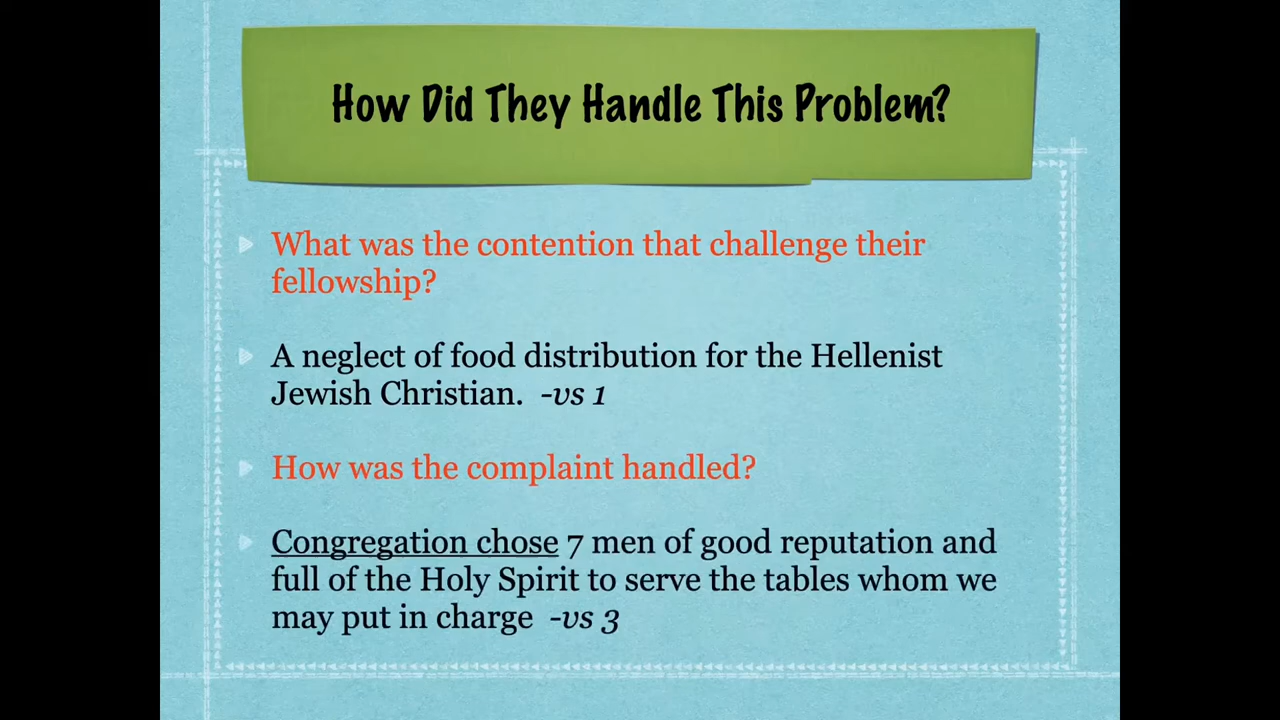 How Did They Handle This Problem?
What was the contention that challenge their
fellowship?
A neglect of food distribution for the Hellenist
Jewish Christian.  -vs 1
How was the complaint handled?
Congregation chose 7 men of good reputation and
full of the Holy Spirit to serve the tables whom we
may put in charge  -vs 3